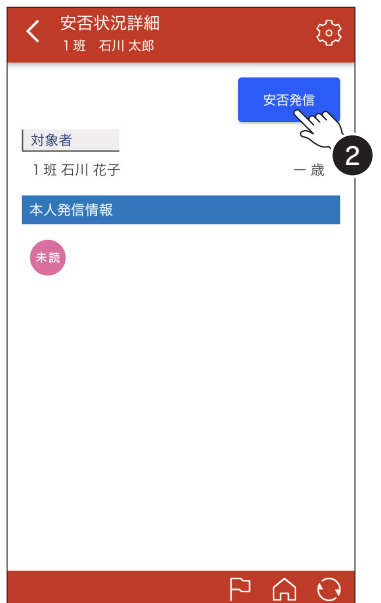 安否状況詳細
1班 石川 太郎
安否発信
2
対象者
1班 石川 花子 ー 歳
本人発信情報
未読